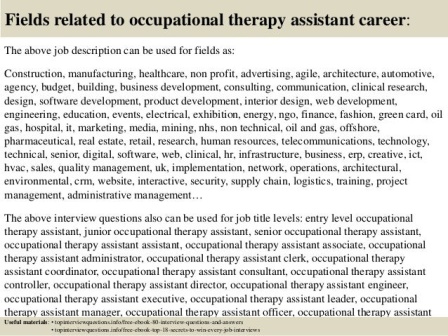 Fields related to occupational therapy assistant career:
The above job description can be used for fields as:
Construction, manufacturing, healthcare, non profit, advertising, agile, architecture, automotive,
agency, budget, building, business development, consulting, communication, clinical research,
design, software development, product development, interior design, web development,
engineering, education, events, electrical, exhibition, energy, ngo, finance, fashion, green card, oil
gas, hospital, it, marketing, media, mining, nhs, non technical, oil and gas, offshore,
pharmaceutical, real estate, retail, research, human resources, telecommunications, technology,
technical, senior, digital, software, web, clinical, hr, infrastructure, business, erp, creative, ict,
hvac, sales, quality management, uk, implementation, network, operations, architectural,
environmental, crm, website, interactive, security, supply chain, logistics, training, project
management, administrative management…
The above interview questions also can be used for job title levels: entry level occupational
therapy assistant, junior occupational therapy assistant, senior occupational therapy assistant,
occupational therapy assistant assistant, occupational therapy assistant associate, occupational
therapy assistant administrator, occupational therapy assistant clerk, occupational therapy
assistant coordinator, occupational therapy assistant consultant, occupational therapy assistant
controller, occupational therapy assistant director, occupational therapy assistant engineer,
occupational therapy assistant executive, occupational therapy assistant leader, occupational
therapy assistant manager, occupational therapy assistant officer, occupational therapy assistant
Useful materials: • topinterviewquestions.info/free-ebook-80-interview-questions-and-answers
• topinterviewquestions.info/free-ebook-top-18-secrets-to-win-every-job-interviews